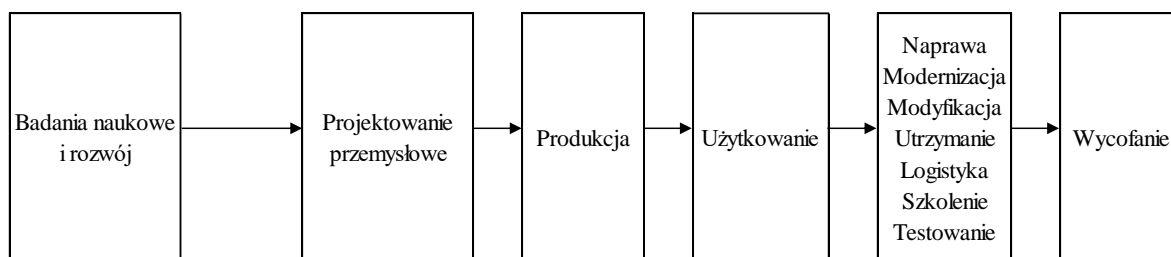 Badania naukowe
i rozwój
Projektowanie
przemysłowe
Produkcja
Użytkowanie
Naprawa
Modernizacja
Modyfikacja
Utrzymanie
Logistyka
Szkolenie
Testowanie
Wycofanie